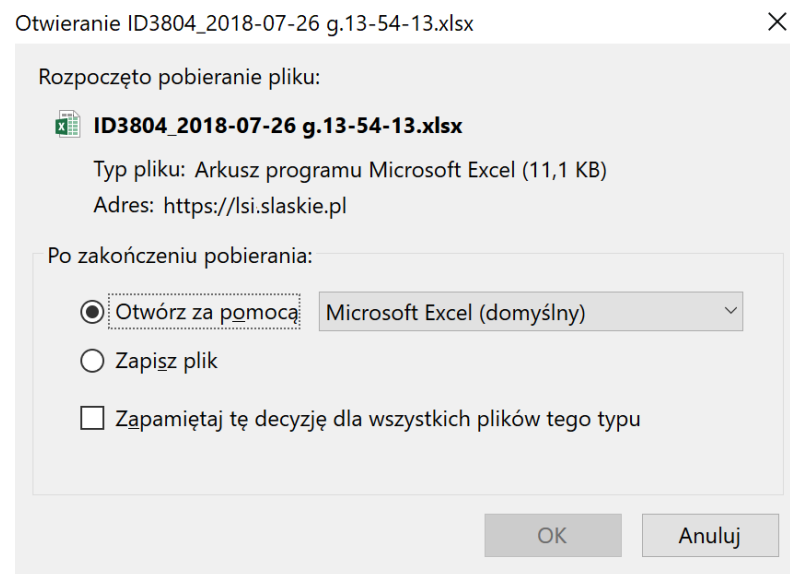 Otwieranie ID3804_2018-07-26 g.13-54-13.xlsx
Rozpoczęto pobieranie pliku:
ID3804_2018-07-26 g.13-54-13.xlsx
Typ pliku: Arkusz programu Microsoft Excel (11,1 KB)
Adres: https://lsi.slaskie.pl
Po zakończeniu pobierania:
Otwórz za pomocą Microsoft Excel (domyślny)
Zapisz plik
Zapamiętaj tę decyzję dla wszystkich plików tego typu
OK Anuluj